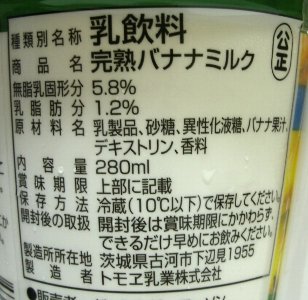 種類別名称 乳飲料
公正
商品名 完熟バナナミルク
無脂乳固形分 5.8%
乳脂肪分 1.2%
原材料名 乳製品、砂糖、異性化液糖、バナナ果汁、
デキストリン、香料
内容量 280ml
賞味期限 上部に記載
保存方法 冷蔵(10℃以下)で保存してください。
開封後の取扱 開封後は賞味期限にかかわらず、
できるだけ早めにお飲みください。
製造所所在地 茨城県古河市下辺見1955
製造者 トモヱ乳業株式会社